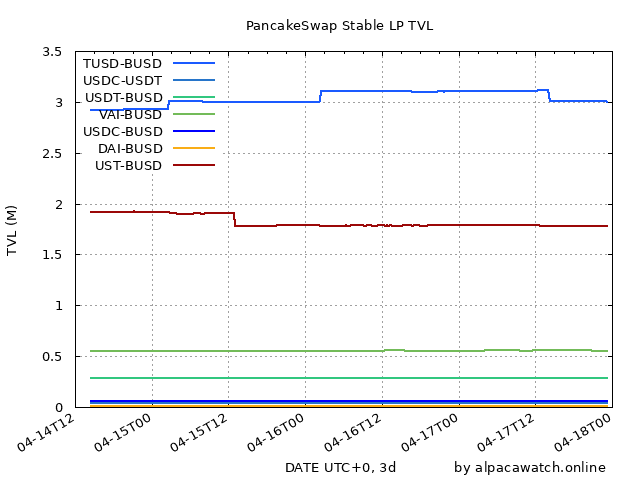 PancakeSwap Stable LP TVL
3.5
3
2.5
2
1.5
1
0.5
0
TVL (M)
TUSD-BUSD
USDC-USDT
USDT-BUSD
VAI-BUSD
USDC-BUSD
DAI-BUSD
UST-BUSD
04-14T12
04-15T00
04-15T12
04-16T00
04-16T12
04-17T00
04-17T12
04-18T00
DATE UTC+0, 3d
by alpacawatch.online